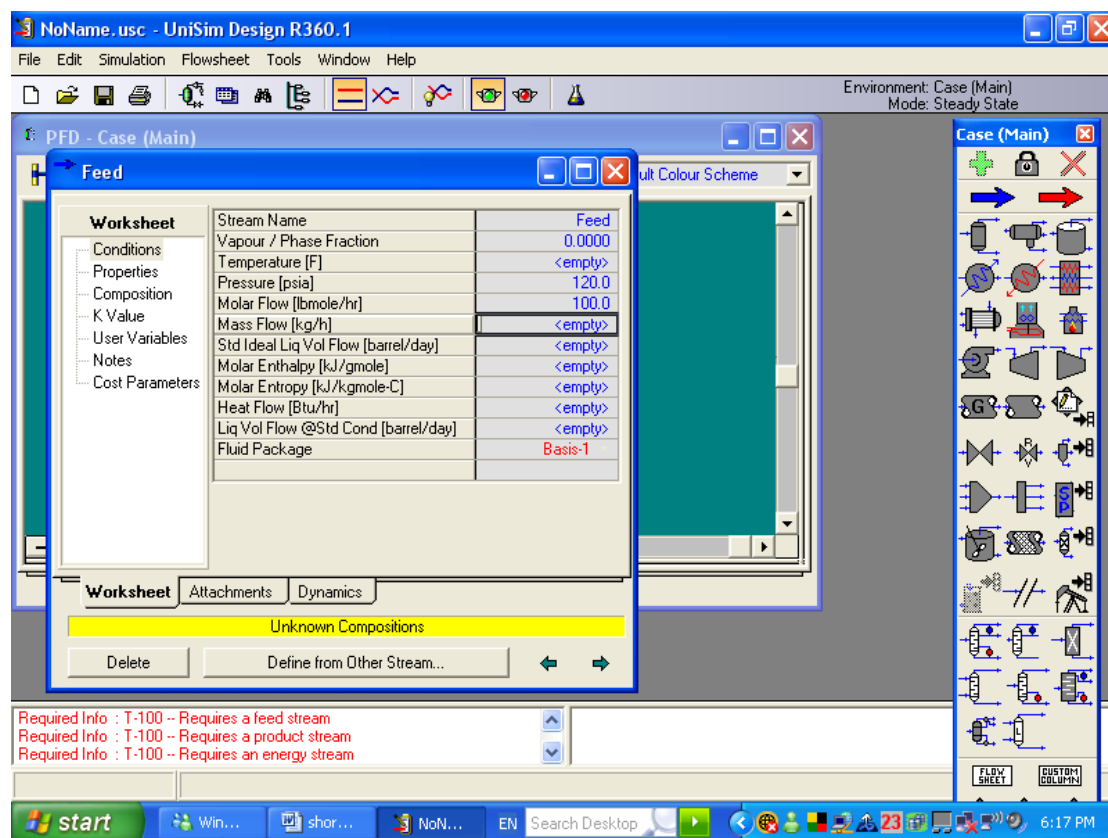 NoName.usc - UniSim Design R360.1
File Edit Simulation Flowsheet Tools Window Help
Environment: Case (Main)
Mode: Steady State
PFD - Case (Main)
Case (Main)
Feed
ult Colour Scheme
Worksheet
Conditions
Properties
Composition
K Value
User Variables
Notes
Cost Parameters
Stream Name Feed
Vapour / Phase Fraction 0.0000
Temperature [F] <empty>
Pressure [psia] 120.0
Molar Flow [lbmole/hr] 100.0
Mass Flow [kg/h] <empty>
Std Ideal Liq Vol Flow [barrel/day] <empty>
Molar Enthalpy [kJ/gmole] <empty>
Molar Entropy [kJ/kgmole-C] <empty>
Heat Flow [Btu/hr] <empty>
Liq Vol Flow @Std Cond [barrel/day] <empty>
Fluid Package Basis-1
Worksheet Attachments Dynamics
Unknown Compositions
Delete Define from Other Stream...
G
R
SP
L
FLOW SHEET
CUSTOM COLUMN
Required Info : T-100 -- Requires a feed stream
Required Info : T-100 -- Requires a product stream
Required Info : T-100 -- Requires an energy stream
start Win... shor... NoN... EN Search Desktop 23 6:17 PM